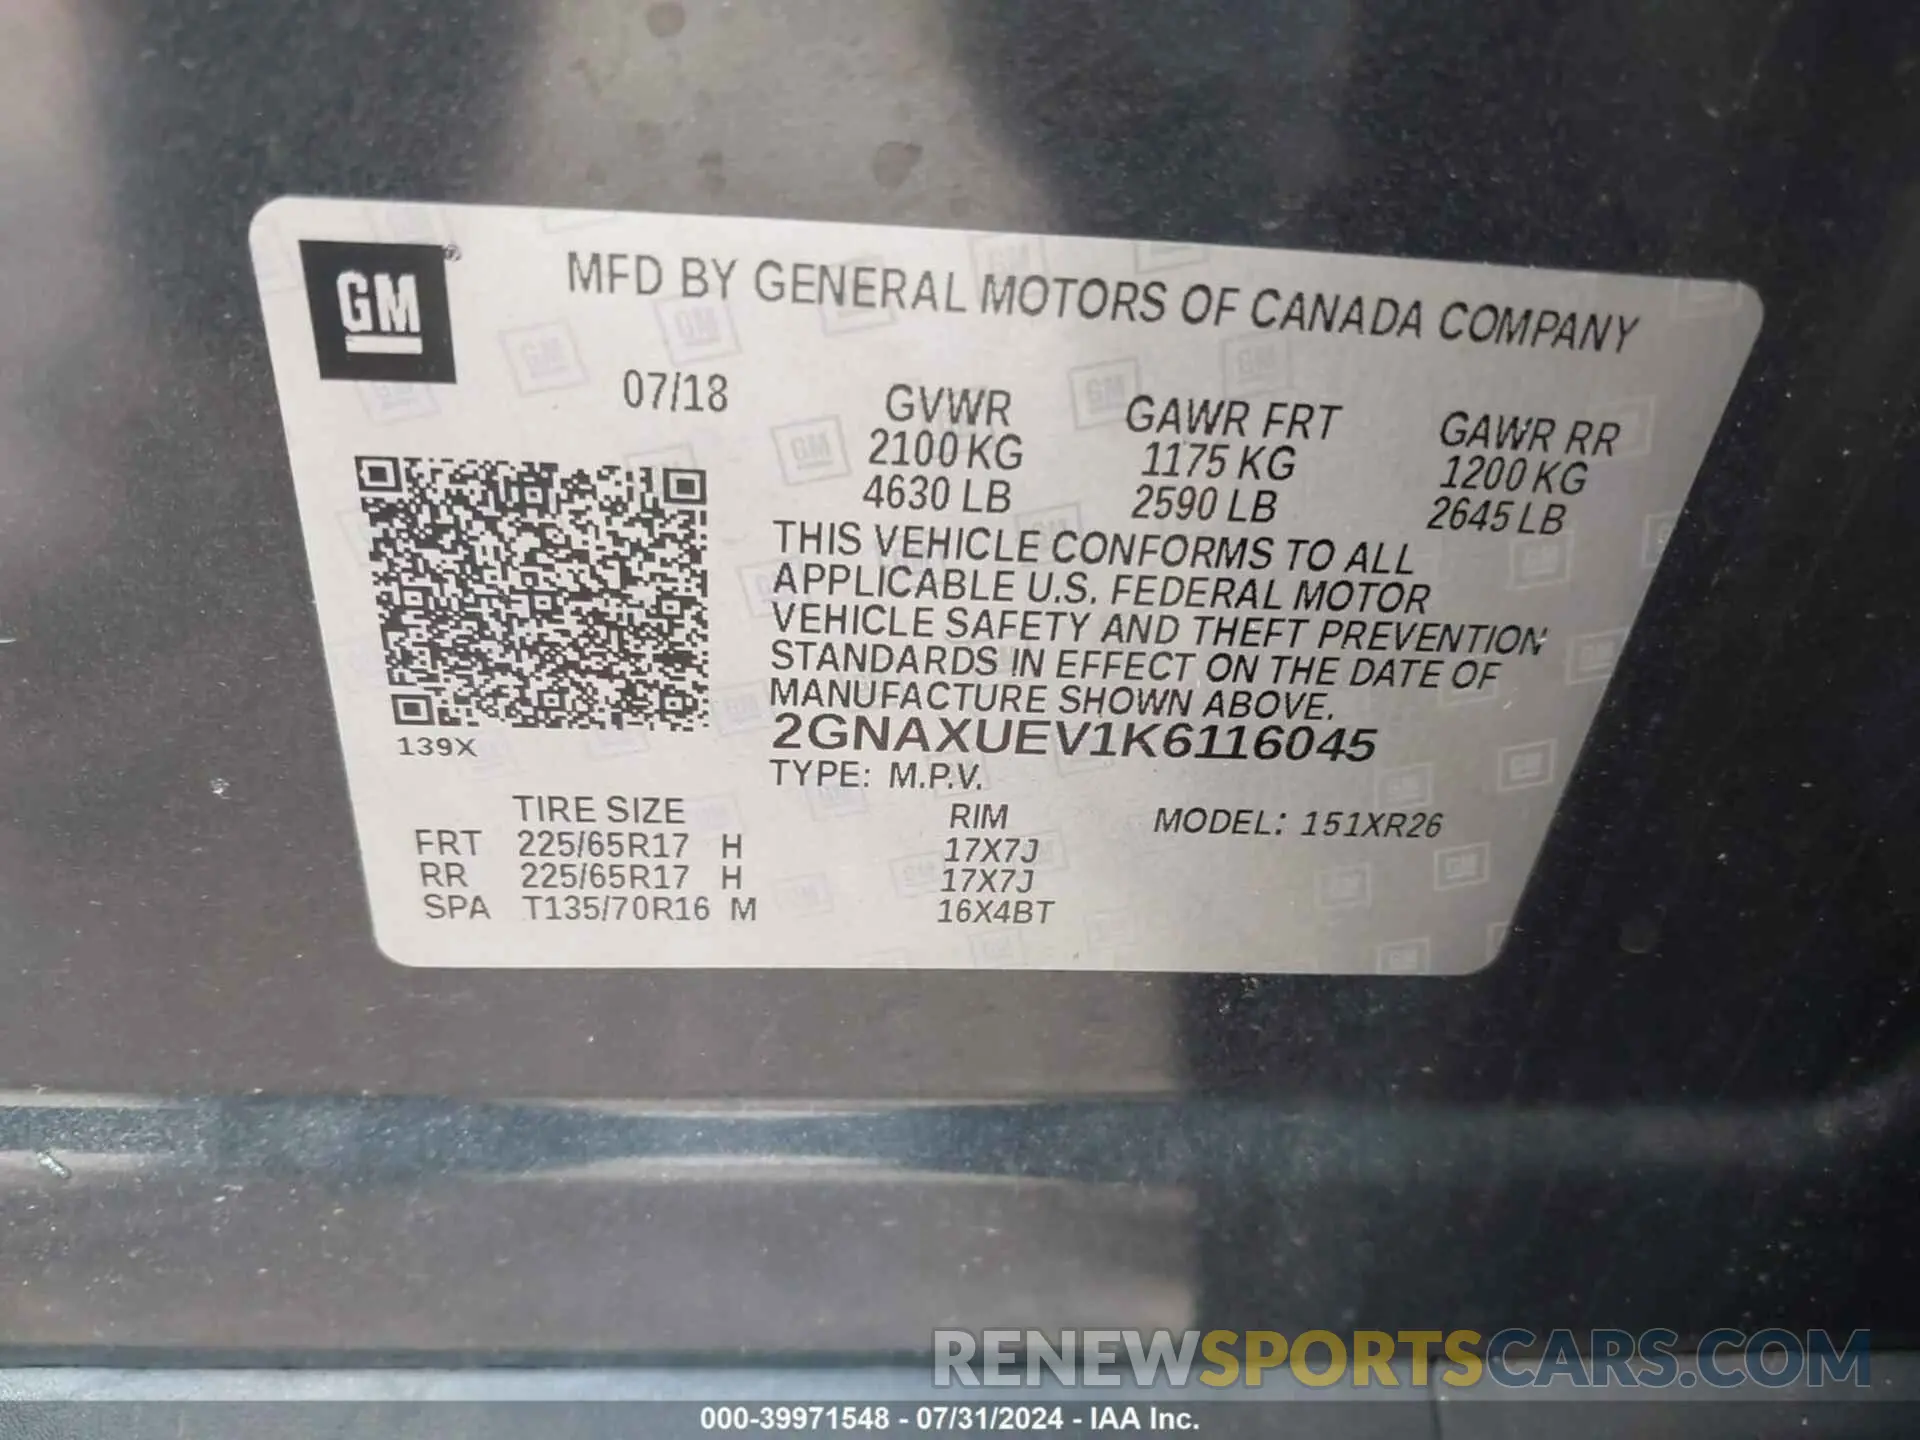 GM®
MFD BY GENERAL MOTORS OF CANADA COMPANY
07/18
GVWR GAWR FRT GAWR RR
2100 KG 1175 KG 1200 KG
4630 LB 2590 LB 2645 LB
THIS VEHICLE CONFORMS TO ALL
APPLICABLE U.S. FEDERAL MOTOR
VEHICLE SAFETY AND THEFT PREVENTION
STANDARDS IN EFFECT ON THE DATE OF
MANUFACTURE SHOWN ABOVE.
2GNAXUEV1K6116045
139X
TYPE: M.P.V.
TIRE SIZE RIM MODEL: 151XR26
FRT 225/65R17 H 17X7J
RR 225/65R17 H 17X7J
SPA T135/70R16 M 16X4BT
RENEWSPORTSCARS.COM
000-39971548 - 07/31/2024 - IAA Inc.